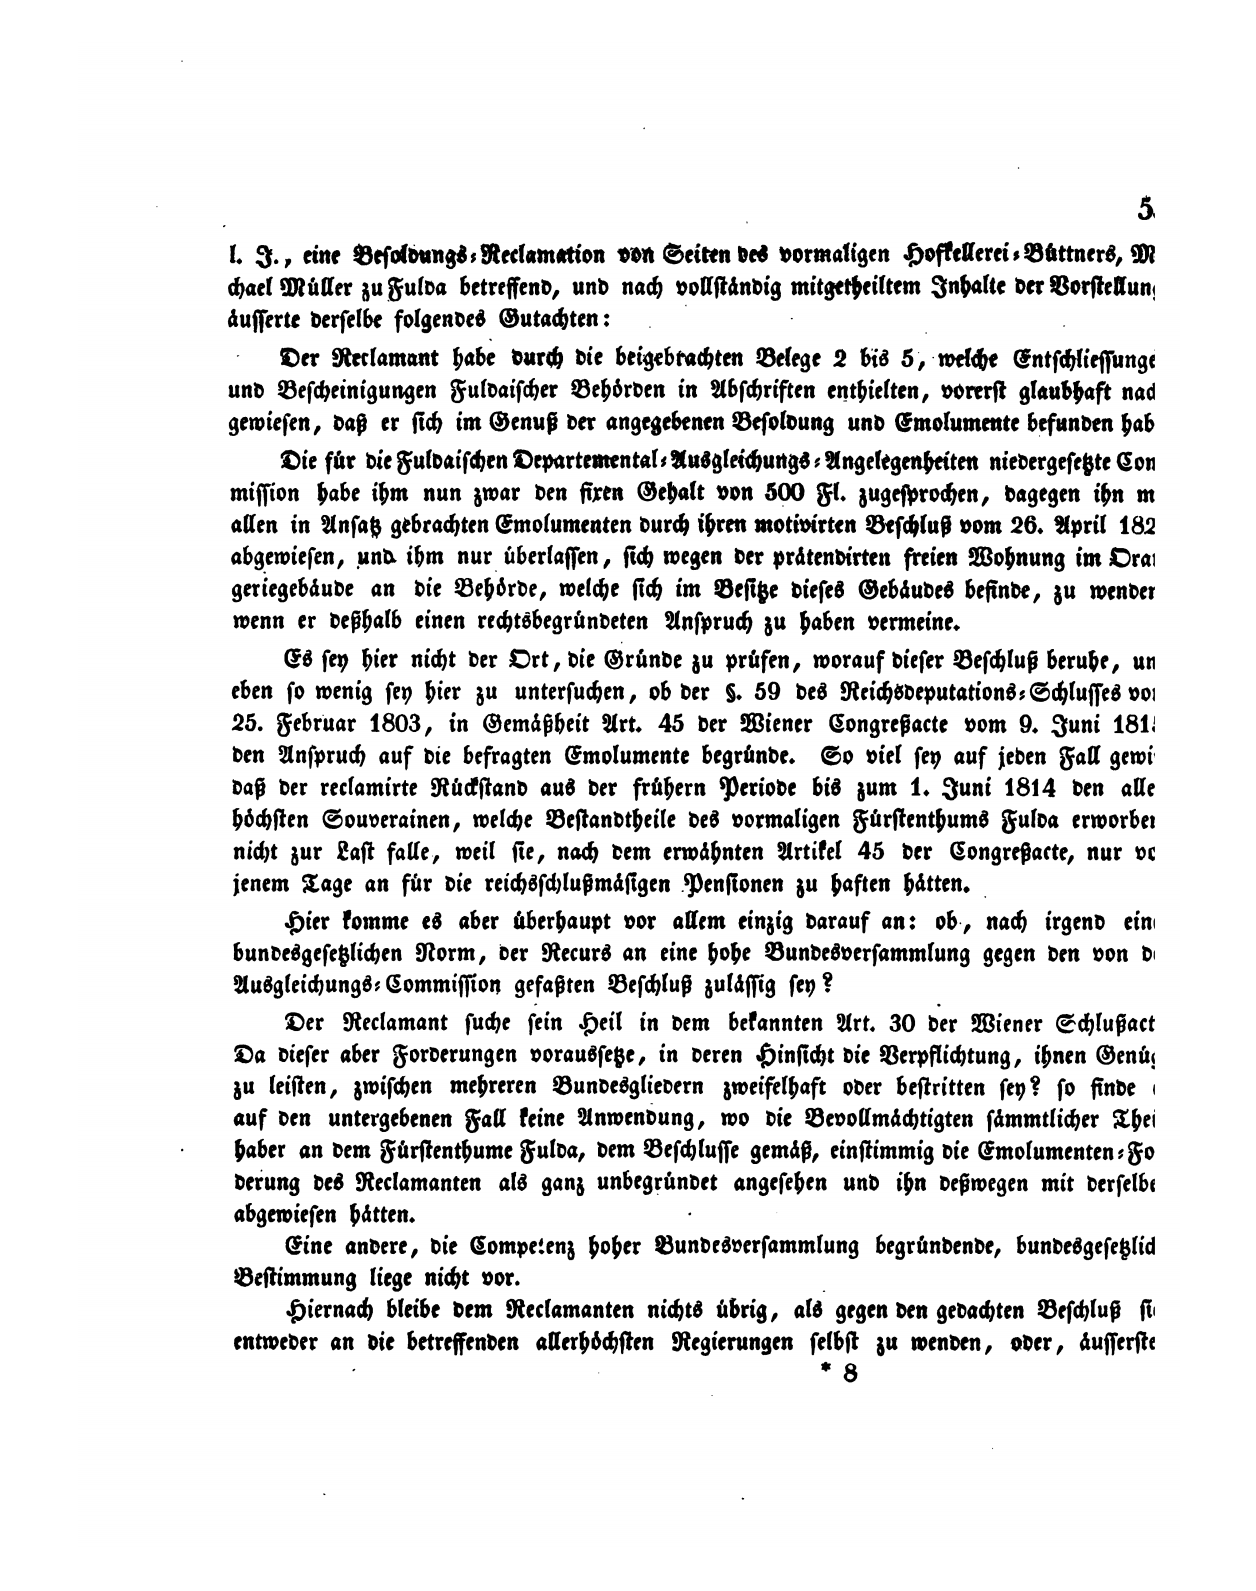 5
l. J., eine Besoldungs-Reclamation von Seiten des vormaligen Hofkellerei-Büttners, M
chael Müller zu Fulda betreffend, und nach vollständig mitgetheiltem Inhalte der Vorstellung
äusserte derselbe folgendes Gutachten:
Der Reclamant habe durch die beigebrachten Belege 2 bis 5, welche Entschliessunge
und Bescheinigungen Fuldaischer Behörden in Abschriften enthielten, vorerst glaubhaft nac
gewiesen, daß er sich im Genuß der angegebenen Besoldung und Emolumente befunden hab
Die für die Fuldaischen Departemental-Ausgleichungs-Angelegenheiten niedergesetzte Com
mission habe ihm nun zwar den fixen Gehalt von 500 Fl. zugesprochen, dagegen ihn m
allen in Ansatz gebrachten Emolumenten durch ihren motivirten Beschluß vom 26. April 182
abgewiesen, und ihm nur überlassen, sich wegen der prätendirten freien Wohnung im Oran
geriegebäude an die Behörde, welche sich im Besitze dieses Gebäudes befinde, zu wenden
wenn er deßhalb einen rechtsbegründeten Anspruch zu haben vermeine.
Es sey hier nicht der Ort, die Gründe zu prüfen, worauf dieser Beschluß beruhe, un
eben so wenig sey hier zu untersuchen, ob der §. 59 des Reichsdeputations-Schlusses vom
25. Februar 1803, in Gemäßheit Art. 45 der Wiener Congreßacte vom 9. Juni 1815
den Anspruch auf die befragten Emolumente begründe. So viel sey auf jeden Fall gewi
daß der reclamirte Rückstand aus der frühern Periode bis zum 1. Juni 1814 den alle
höchsten Souverainen, welche Bestandtheile des vormaligen Fürstenthums Fulda erworben
nicht zur Last falle, weil sie, nach dem erwähnten Artikel 45 der Congreßacte, nur vo
jenem Tage an für die reichsschlußmäsigen Pensionen zu haften hätten.
Hier komme es aber überhaupt vor allem einzig darauf an: ob, nach irgend eine
bundesgesetzlichen Norm, der Recurs an eine hohe Bundesversammlung gegen den von de
Ausgleichungs-Commission gefaßten Beschluß zulässig sey?
Der Reclamant suche sein Heil in dem bekannten Art. 30 der Wiener Schlußact
Da dieser aber Forderungen voraussetze, in deren Hinsicht die Verpflichtung, ihnen Genüg
zu leisten, zwischen mehreren Bundesgliedern zweifelhaft oder bestritten sey? so finde e
auf den untergebenen Fall keine Anwendung, wo die Bevollmächtigten sämmtlicher Thei
haber an dem Fürstenthume Fulda, dem Beschlusse gemäß, einstimmig die Emolumenten-Fo
derung des Reclamanten als ganz unbegründet angesehen und ihn deßwegen mit derselbe
abgewiesen hätten.
Eine andere, die Competenz hoher Bundesversammlung begründende, bundesgesetzlich
Bestimmung liege nicht vor.
Hiernach bleibe dem Reclamanten nichts übrig, als gegen den gedachten Beschluß sic
entweder an die betreffenden allerhöchsten Regierungen selbst zu wenden, oder, äusserste
* 8